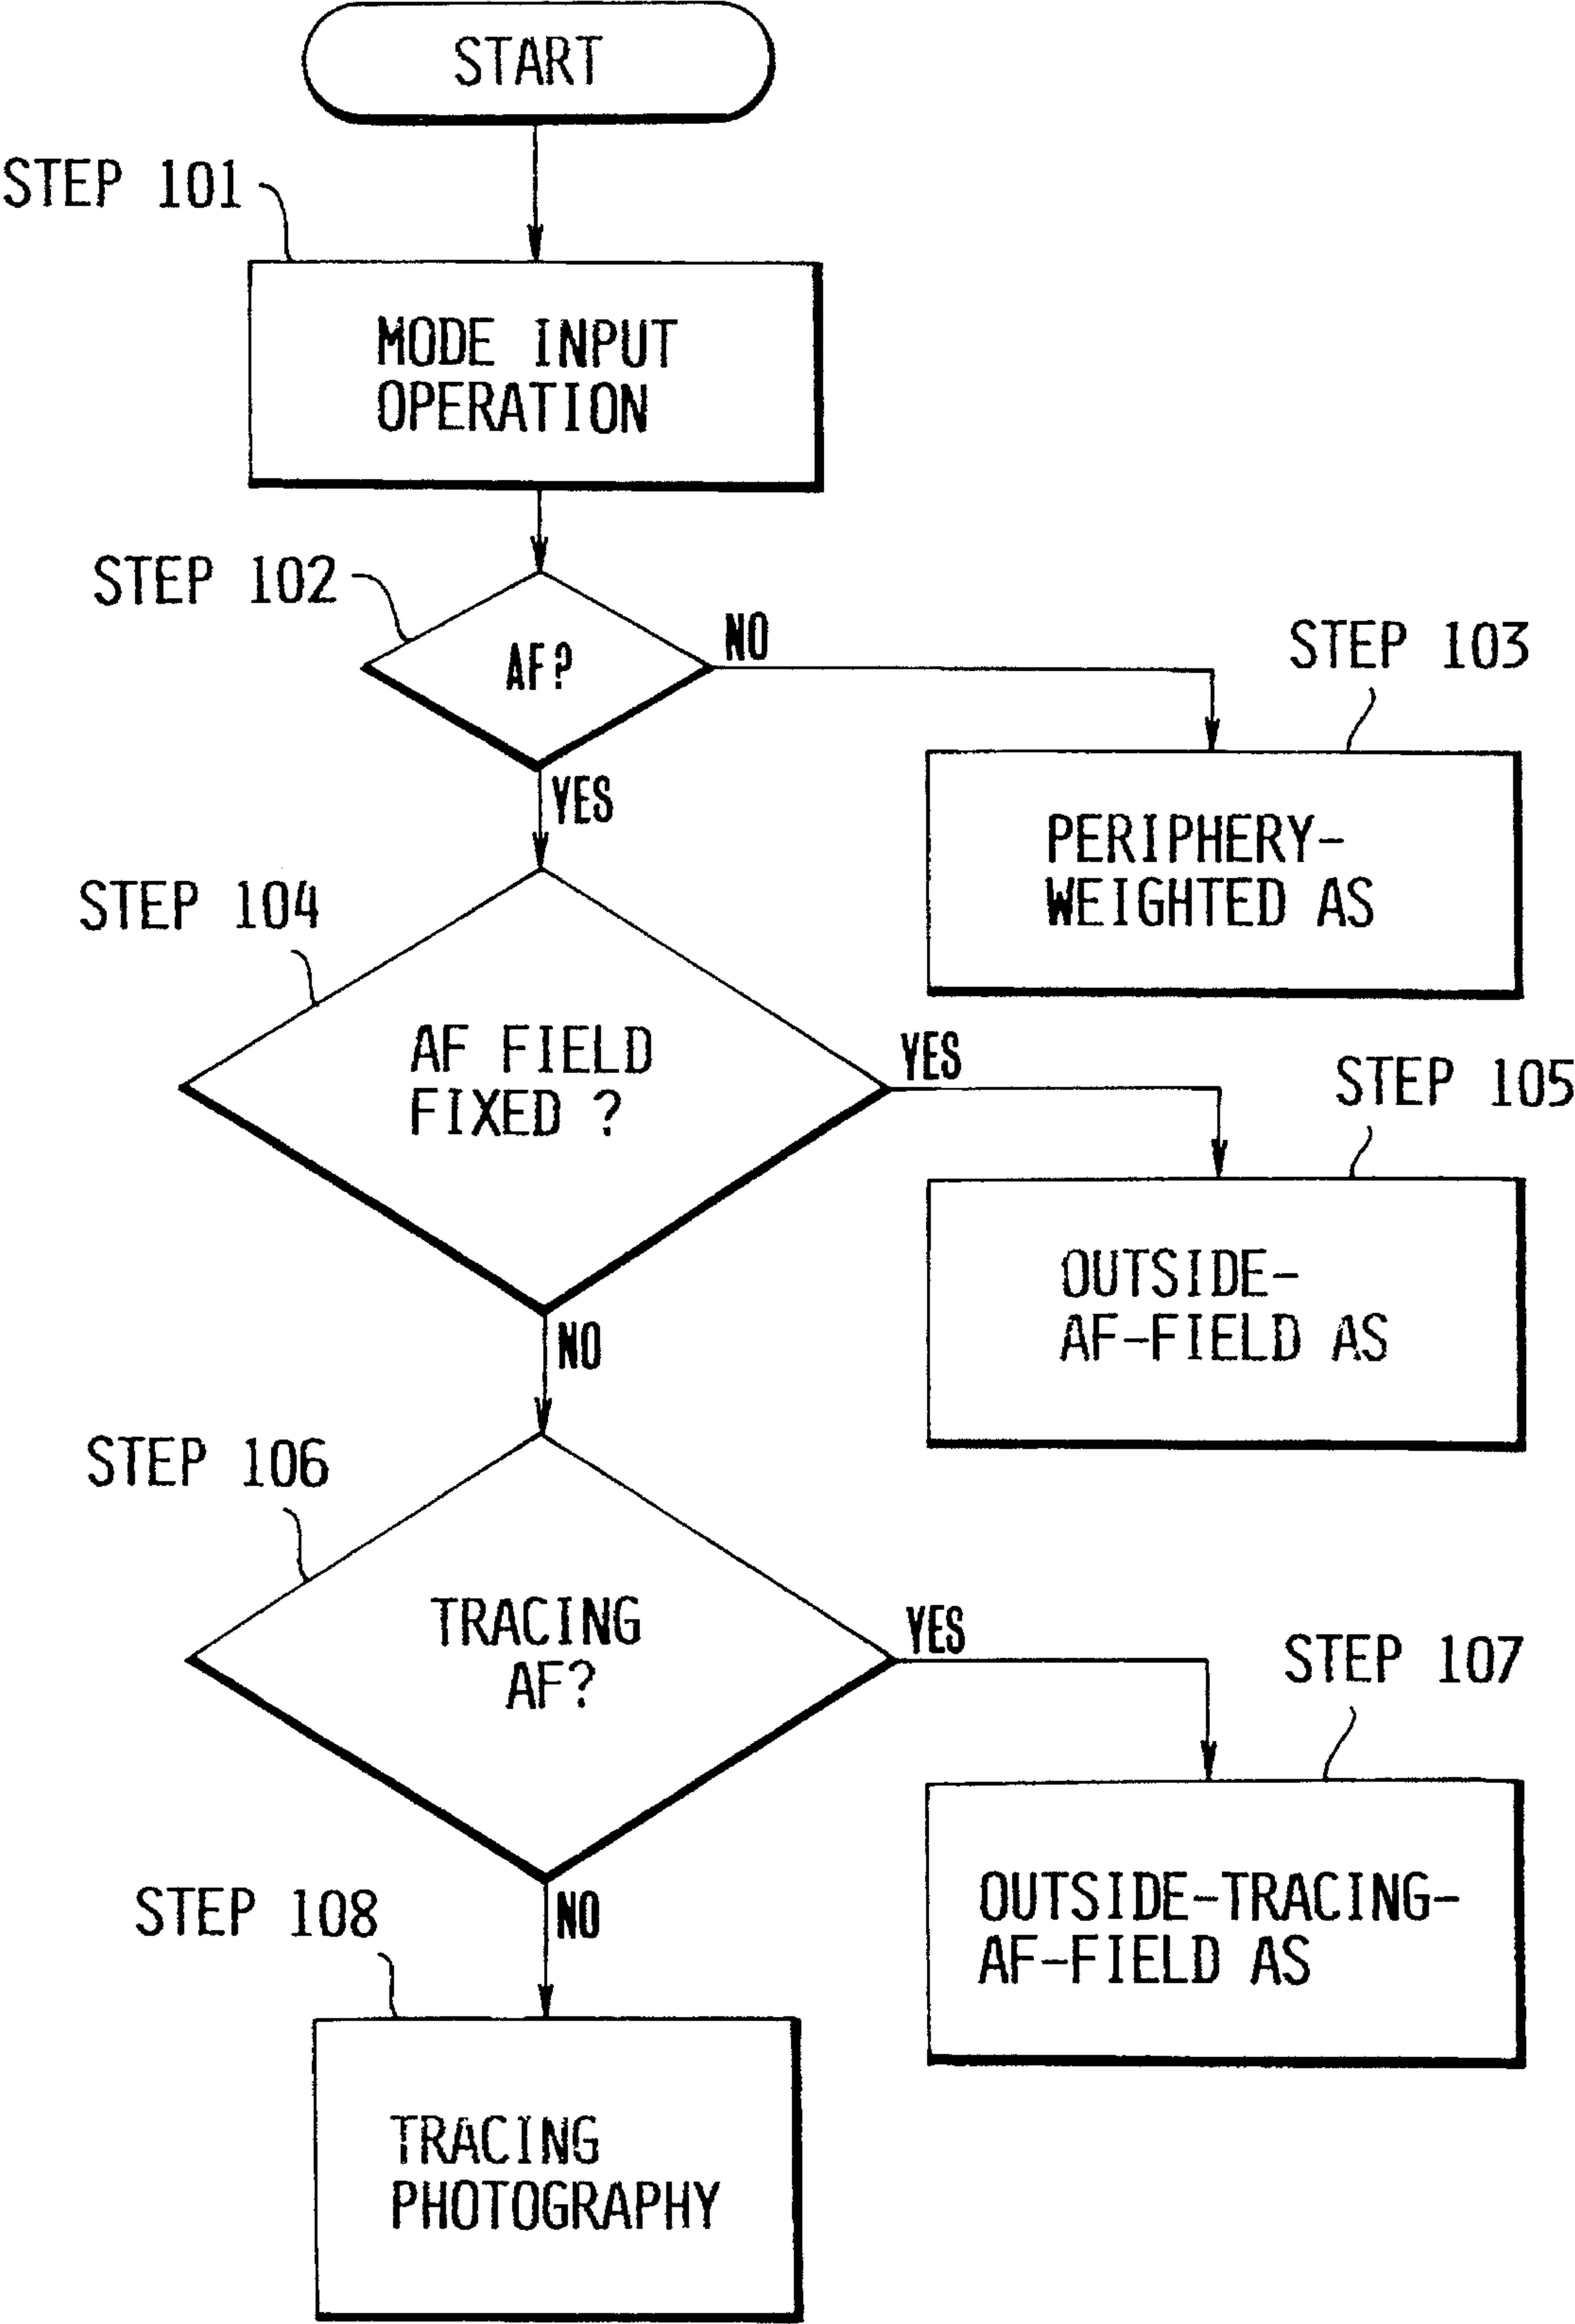 START
STEP 101
MODE INPUT
OPERATION
STEP 102
AF?
NO
YES
STEP 103
PERIPHERY-
WEIGHTED AS
STEP 104
AF FIELD
FIXED ?
YES
NO
STEP 105
OUTSIDE-
AF-FIELD AS
STEP 106
TRACING
AF?
YES
NO
STEP 107
OUTSIDE-TRACING-
AF-FIELD AS
STEP 108
TRACING
PHOTOGRAPHY